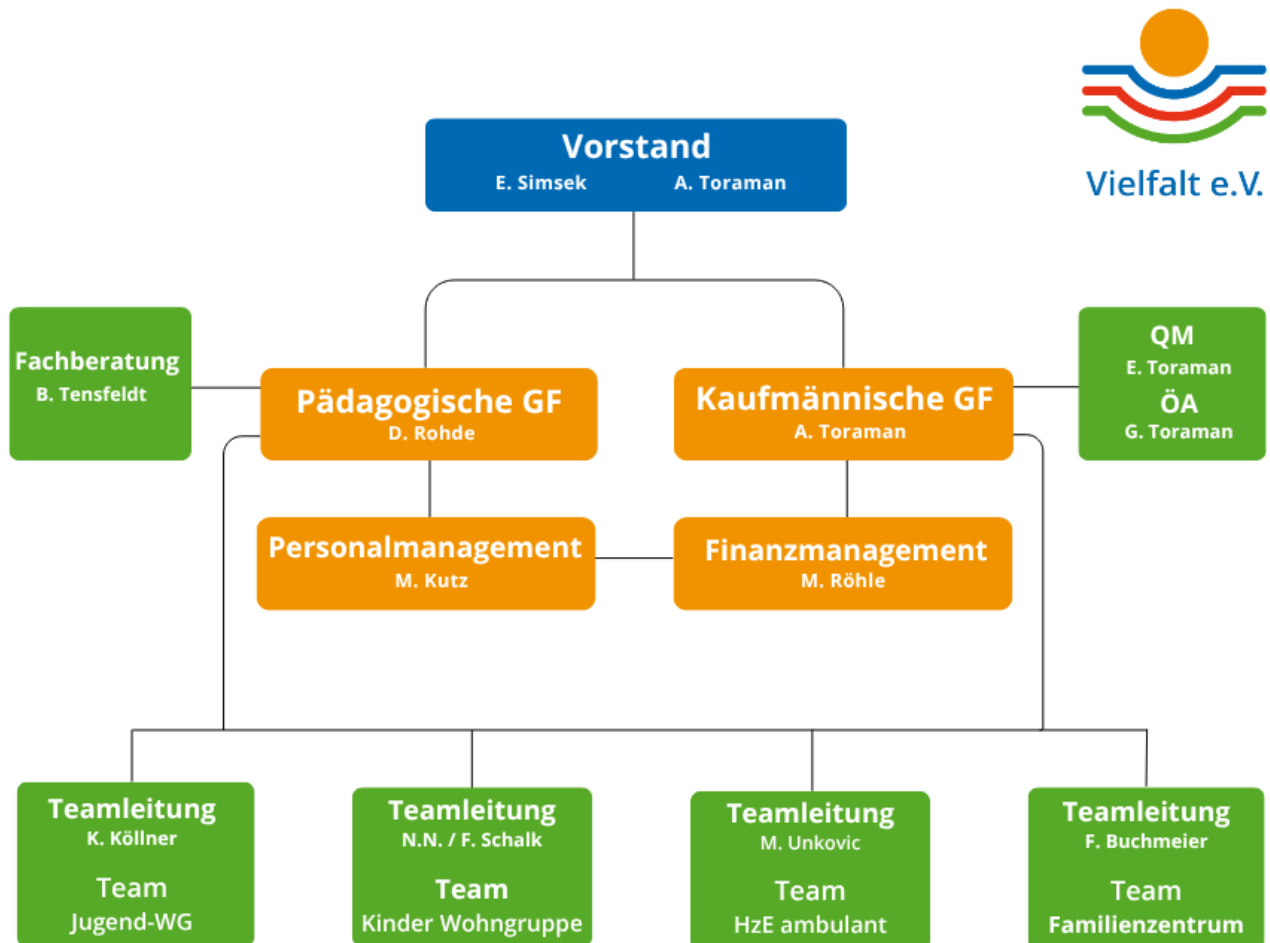 Vielfalt e.V.
Vorstand
E. Simsek A. Toraman
Fachberatung
B. Tensfeldt
Pädagogische GF
D. Rohde
Kaufmännische GF
A. Toraman
QM
E. Toraman
ÖA
G. Toraman
Personalmanagement
M. Kutz
Finanzmanagement
M. Röhle
Teamleitung
K. Köllner
Team
Jugend-WG
Teamleitung
N.N. / F. Schalk
Team
Kinder Wohngruppe
Teamleitung
M. Unkovic
Team
HzE ambulant
Teamleitung
F. Buchmeier
Team
Familienzentrum